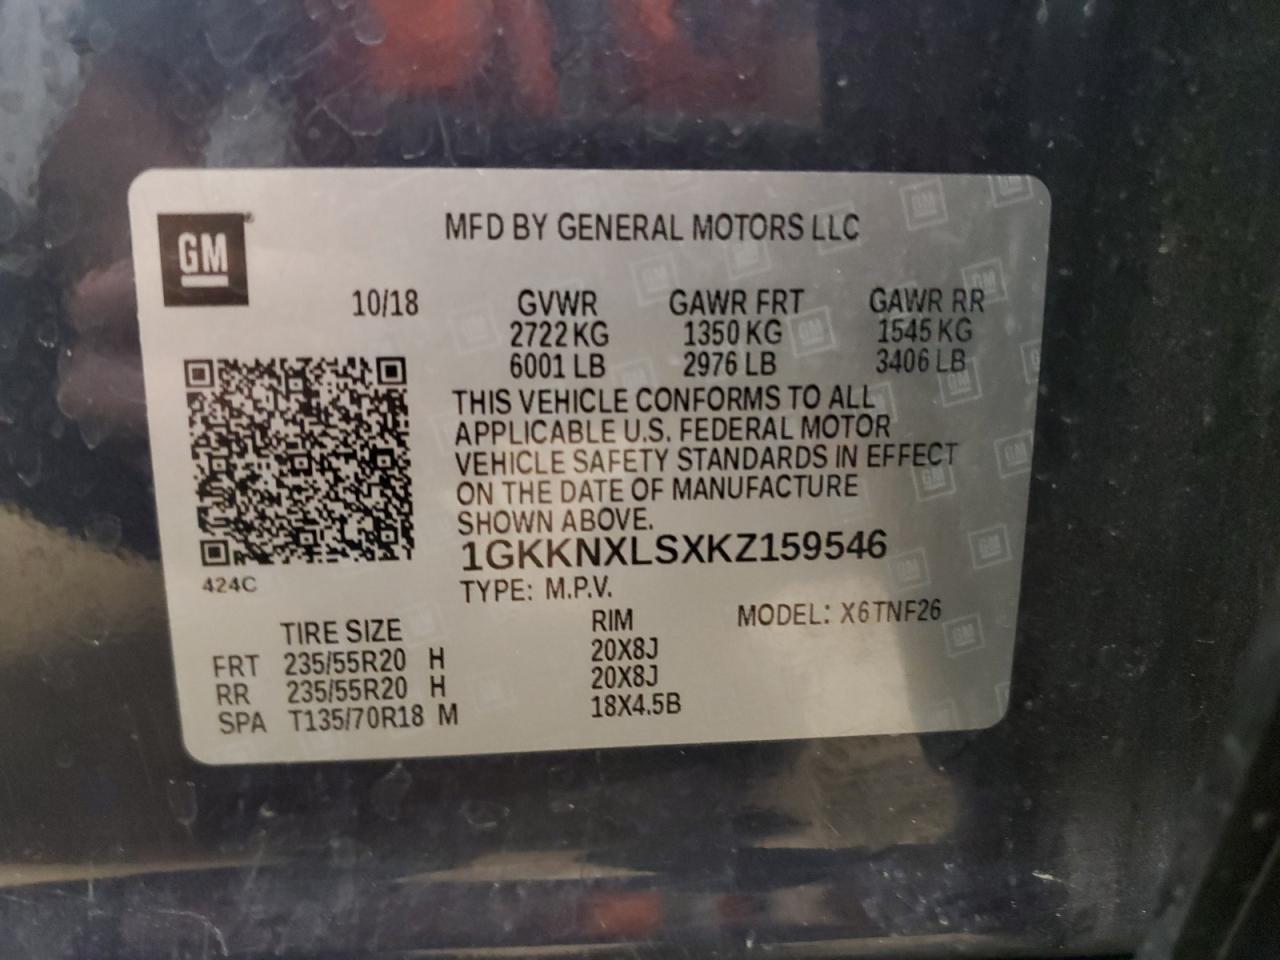 GM
MFD BY GENERAL MOTORS LLC
10/18 GVWR GAWR FRT GAWR RR
2722 KG 1350 KG 1545 KG
6001 LB 2976 LB 3406 LB
THIS VEHICLE CONFORMS TO ALL
APPLICABLE U.S. FEDERAL MOTOR
VEHICLE SAFETY STANDARDS IN EFFECT
ON THE DATE OF MANUFACTURE
SHOWN ABOVE.
1GKKNXLSXKZ159546
424C
TYPE: M.P.V.
MODEL: X6TNF26
TIRE SIZE RIM
FRT 235/55R20 H 20X8J
RR 235/55R20 H 20X8J
SPA T135/70R18 M 18X4.5B